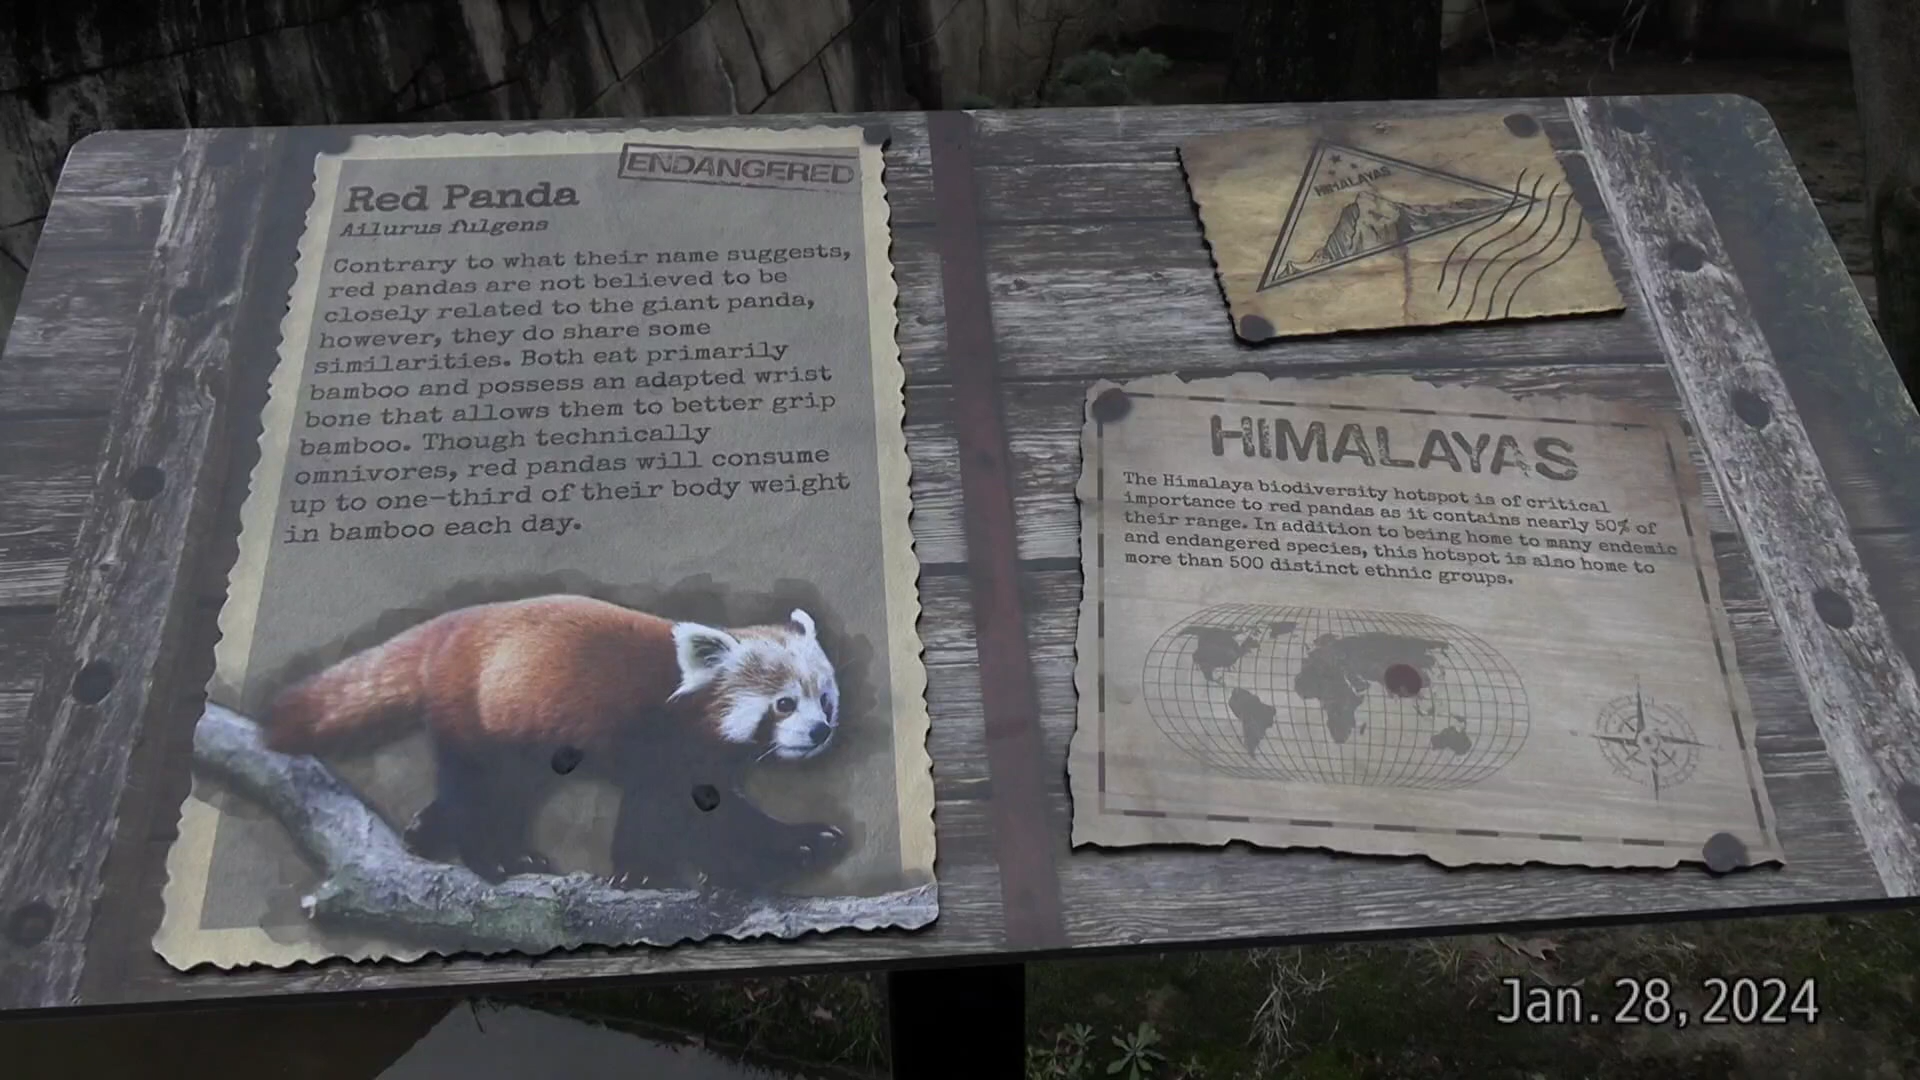 ENDANGERED
Red Panda
Ailurus fulgens
Contrary to what their name suggests,
red pandas are not believed to be
closely related to the giant panda,
however, they do share some
similarities. Both eat primarily
bamboo and possess an adapted wrist
bone that allows them to better grip
bamboo. Though technically
omnivores, red pandas will consume
up to one-third of their body weight
in bamboo each day.
HIMALAYAS
HIMALAYAS
The Himalaya biodiversity hotspot is of critical
importance to red pandas as it contains nearly 50% of
their range. In addition to being home to many endemic
and endangered species, this hotspot is also home to
more than 500 distinct ethnic groups.
Jan. 28, 2024